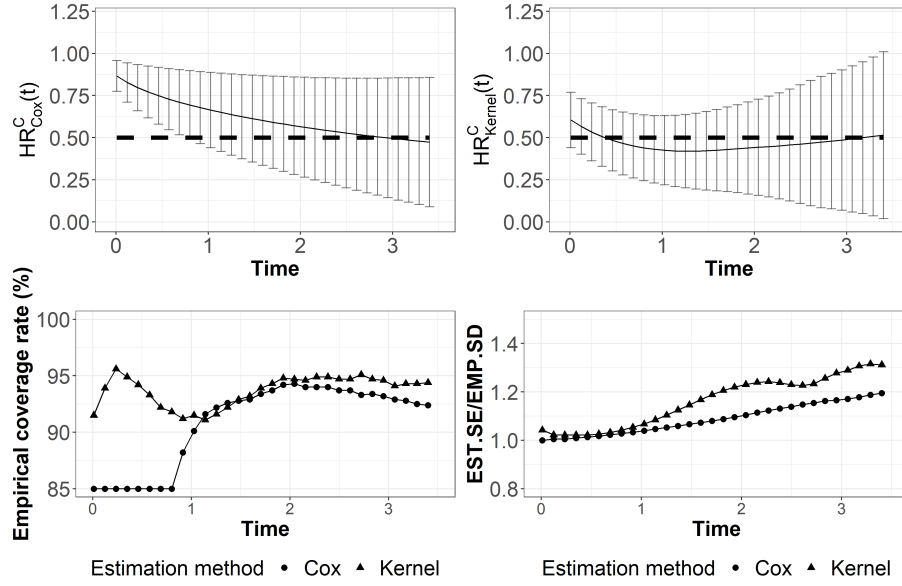 HR^C_Cox(t)
1.25
1.00
0.75
0.50
0.25
0.00
0 1 2 3
Time
HR^C_Kernel(t)
1.25
1.00
0.75
0.50
0.25
0.00
0 1 2 3
Time
Empirical coverage rate (%)
100
95
90
85
0 1 2 3
Time
EST.SE/EMP.SD
1.4
1.2
1.0
0.8
0 1 2 3
Time
Estimation method Cox Kernel
Estimation method Cox Kernel